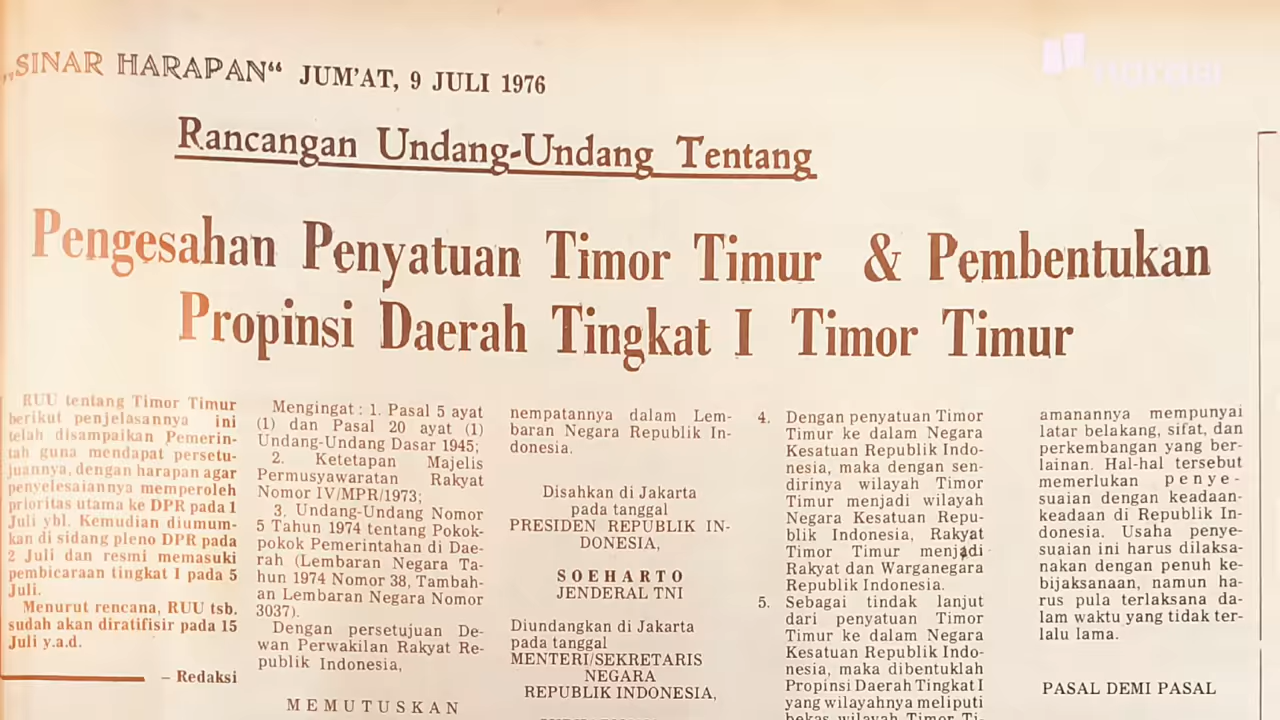 „SINAR HARAPAN“ JUM'AT, 9 JULI 1976
Rancangan Undang-Undang Tentang
Pengesahan Penyatuan Timor Timur & Pembentukan
Propinsi Daerah Tingkat I Timor Timur
RUU tentang Timor Timur
berikut penjelasannya ini
telah disampaikan Pemerin-
tah guna mendapat persetu-
juannya, dengan harapan agar
penyelesaiannya memperoleh
prioritas utama ke DPR pada 1
Juli ybl. Kemudian diumum-
kan di sidang pleno DPR pada
2 Juli dan resmi memasuki
pembicaraan tingkat I pada 5
Juli.
Menurut rencana, RUU tsb.
sudah akan diratifisir pada 15
Juli y.a.d.
– Redaksi
Mengingat : 1. Pasal 5 ayat
(1) dan Pasal 20 ayat (1)
Undang-Undang Dasar 1945;
2. Ketetapan Majelis
Permusyawaratan Rakyat
Nomor IV/MPR/1973;
3. Undang-Undang Nomor
5 Tahun 1974 tentang Pokok-
pokok Pemerintahan di Dae-
rah (Lembaran Negara Ta-
hun 1974 Nomor 38, Tambah-
an Lembaran Negara Nomor
3037).
Dengan persetujuan De-
wan Perwakilan Rakyat Re-
publik Indonesia,
MEMUTUSKAN
nempatannya dalam Lem-
baran Negara Republik In-
donesia.
Disahkan di Jakarta
pada tanggal
PRESIDEN REPUBLIK IN-
DONESIA,
SOEHARTO
JENDERAL TNI
Diundangkan di Jakarta
pada tanggal
MENTERI/SEKRETARIS
NEGARA
REPUBLIK INDONESIA,
4. Dengan penyatuan Timor
Timur ke dalam Negara
Kesatuan Republik Indo-
nesia, maka dengan sen-
dirinya wilayah Timor
Timur menjadi wilayah
Negara Kesatuan Repu-
blik Indonesia, Rakyat
Timor Timur menjadi
Rakyat dan Warganegara
Republik Indonesia.
5. Sebagai tindak lanjut
dari penyatuan Timor
Timur ke dalam Negara
Kesatuan Republik Indo-
nesia, maka dibentuklah
Propinsi Daerah Tingkat I
yang wilayahnya meliputi
bekas wilayah Timor Ti-
amanannya mempunyai
latar belakang, sifat, dan
perkembangan yang ber-
lainan. Hal-hal tersebut
memerlukan penye-
suaian dengan keadaan-
keadaan di Republik In-
donesia. Usaha penye-
suaian ini harus dilaksa-
nakan dengan penuh ke-
bijaksanaan, namun ha-
rus pula terlaksana da-
lam waktu yang tidak ter-
lalu lama.
PASAL DEMI PASAL